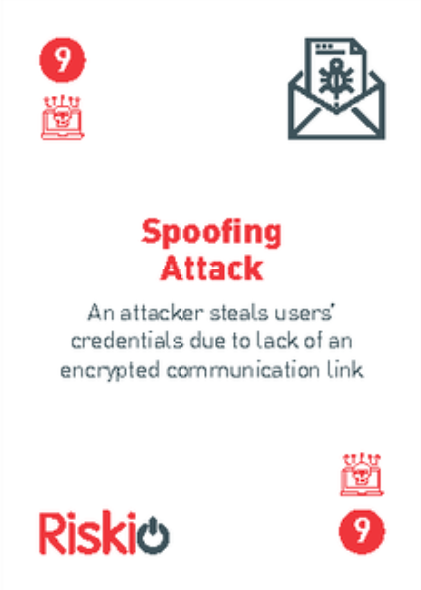 9
Spoofing
Attack
An attacker steals users'
credentials due to lack of an
encrypted communication link
Riskio
9